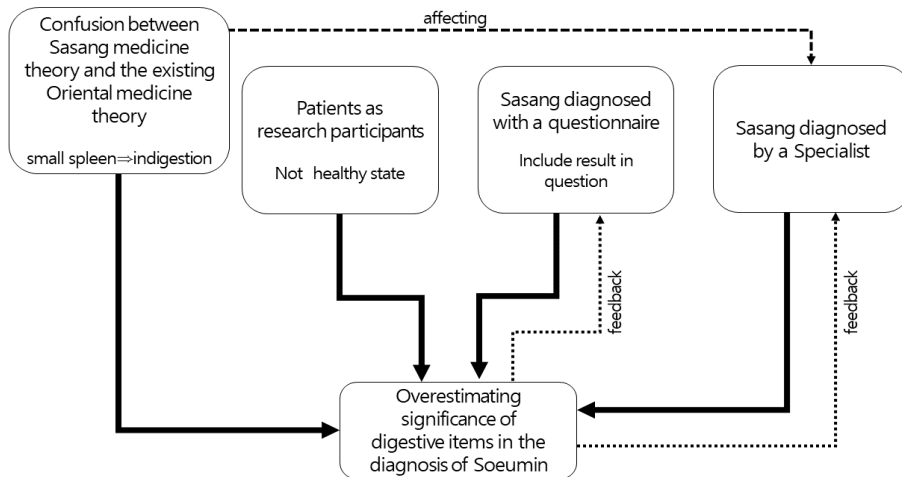 affecting
Confusion between
Sasang medicine
theory and the existing
Oriental medicine
theory
small spleen⇒indigestion
Patients as
research participants
Not healthy state
Sasang diagnosed
with a questionnaire
Include result in
question
Sasang diagnosed
by a Specialist
feedback
feedback
Overestimating
significance of
digestive items in the
diagnosis of Soeumin